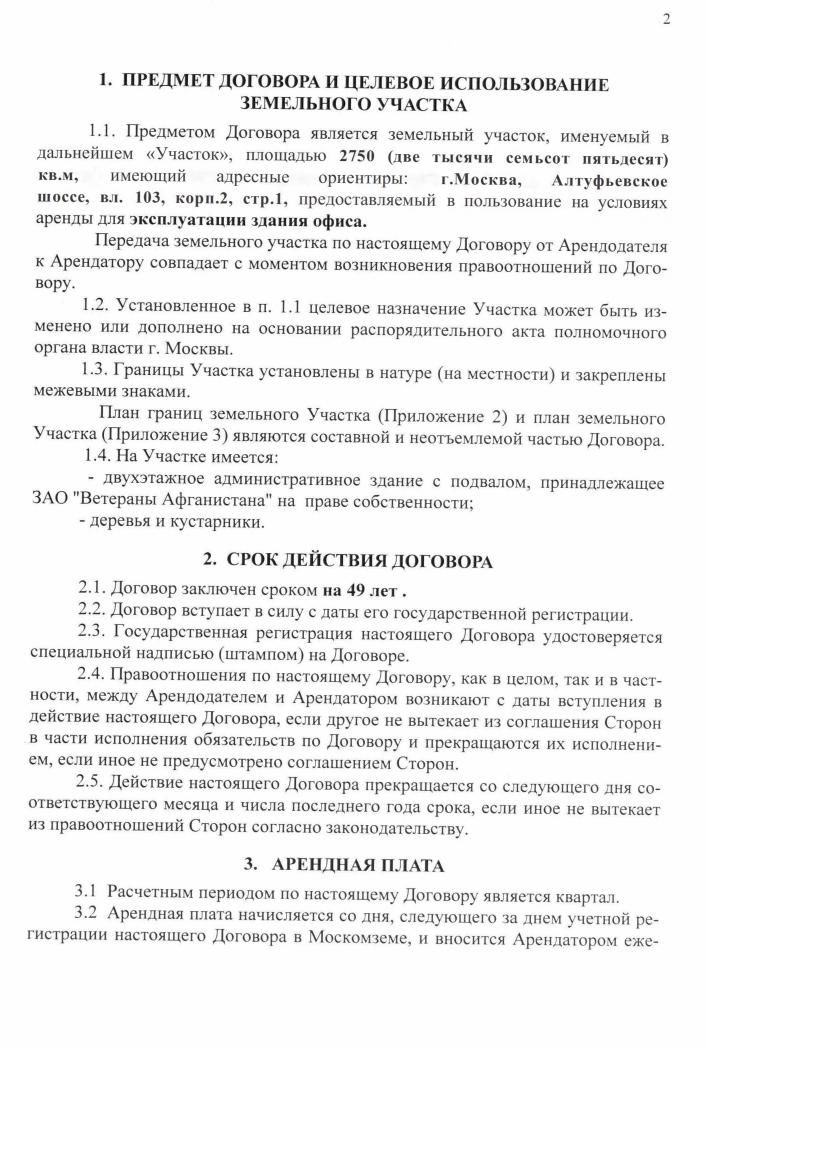 2
1. ПРЕДМЕТ ДОГОВОРА И ЦЕЛЕВОЕ ИСПОЛЬЗОВАНИЕ
ЗЕМЕЛЬНОГО УЧАСТКА
1.1. Предметом Договора является земельный участок, именуемый в
дальнейшем «Участок», площадью 2750 (две тысячи семьсот пятьдесят)
кв.м, имеющий адресные ориентиры: г.Москва, Алтуфьевское
шоссе, вл. 103, корп.2, стр.1, предоставляемый в пользование на условиях
аренды для эксплуатации здания офиса.
Передача земельного участка по настоящему Договору от Арендодателя
к Арендатору совпадает с моментом возникновения правоотношений по Дого-
вору.
1.2. Установленное в п. 1.1 целевое назначение Участка может быть из-
менено или дополнено на основании распорядительного акта полномочного
органа власти г. Москвы.
1.3. Границы Участка установлены в натуре (на местности) и закреплены
межевыми знаками.
План границ земельного Участка (Приложение 2) и план земельного
Участка (Приложение 3) являются составной и неотъемлемой частью Договора.
1.4. На Участке имеется:
- двухэтажное административное здание с подвалом, принадлежащее
ЗАО "Ветераны Афганистана" на праве собственности;
- деревья и кустарники.
2. СРОК ДЕЙСТВИЯ ДОГОВОРА
2.1. Договор заключен сроком на 49 лет .
2.2. Договор вступает в силу с даты его государственной регистрации.
2.3. Государственная регистрация настоящего Договора удостоверяется
специальной надписью (штампом) на Договоре.
2.4. Правоотношения по настоящему Договору, как в целом, так и в част-
ности, между Арендодателем и Арендатором возникают с даты вступления в
действие настоящего Договора, если другое не вытекает из соглашения Сторон
в части исполнения обязательств по Договору и прекращаются их исполнени-
ем, если иное не предусмотрено соглашением Сторон.
2.5. Действие настоящего Договора прекращается со следующего дня со-
ответствующего месяца и числа последнего года срока, если иное не вытекает
из правоотношений Сторон согласно законодательству.
3. АРЕНДНАЯ ПЛАТА
3.1 Расчетным периодом по настоящему Договору является квартал.
3.2 Арендная плата начисляется со дня, следующего за днем учетной ре-
гистрации настоящего Договора в Москомземе, и вносится Арендатором еже-